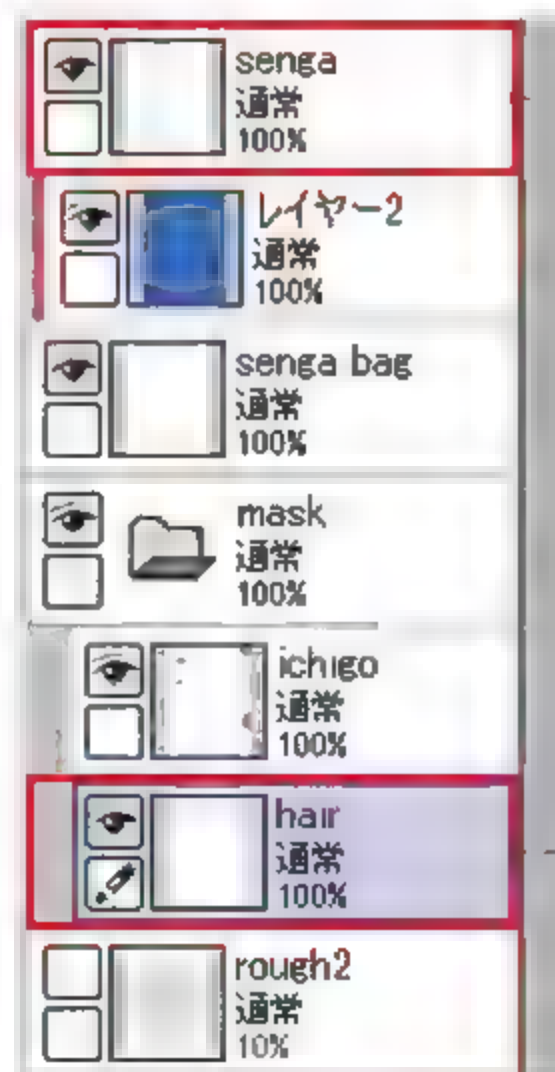 senga
通常
100%
レイヤー2
通常
100%
senga bag
通常
100%
mask
通常
100%
ichigo
通常
100%
hair
通常
100%
rough2
通常
10%